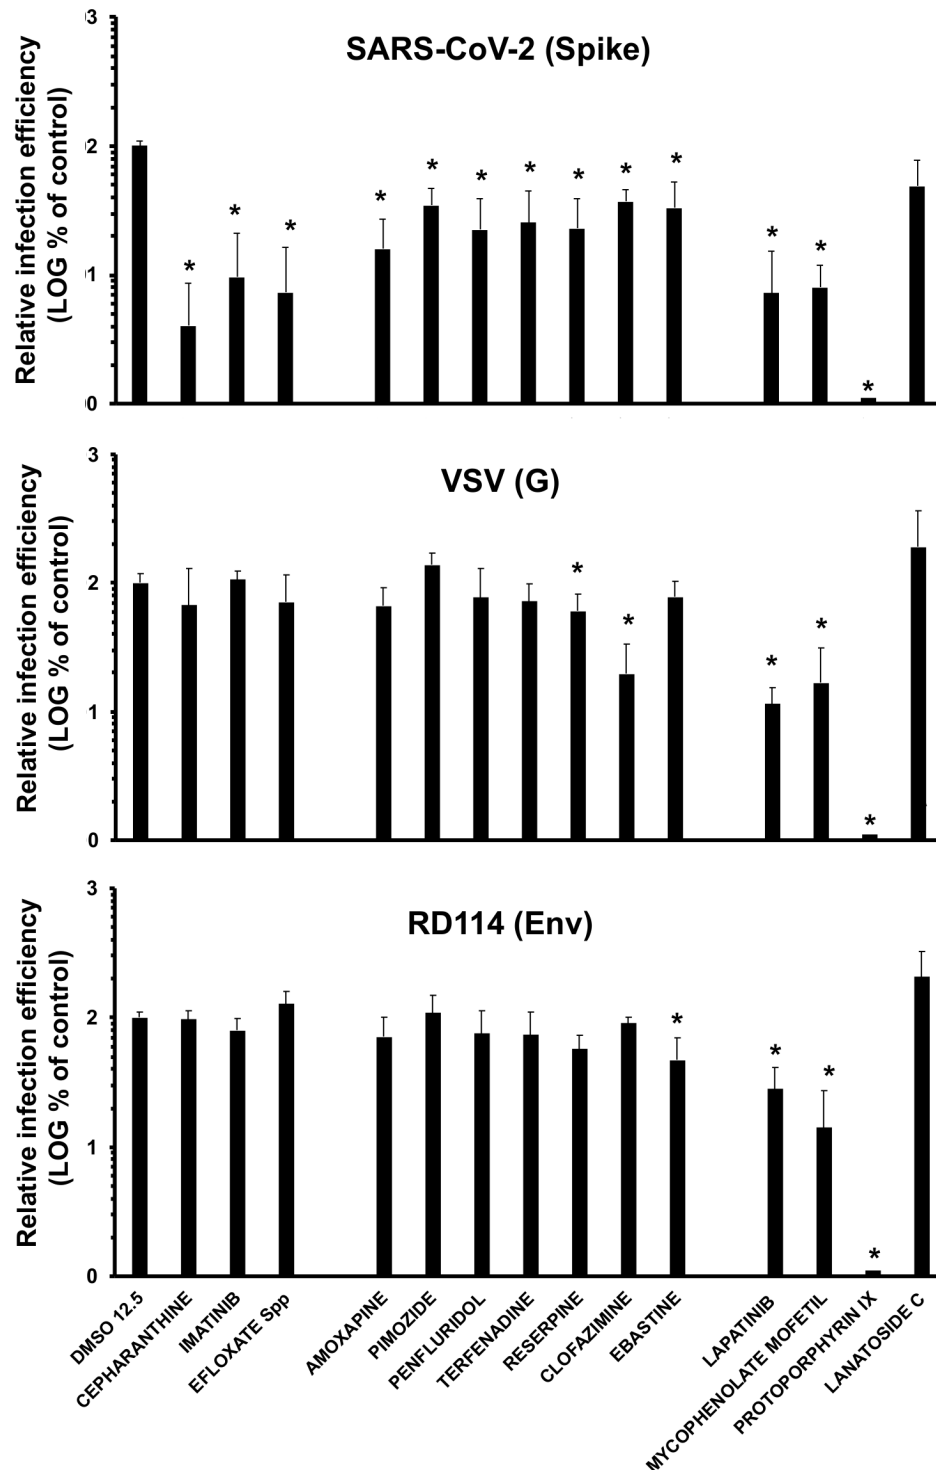 SARS-CoV-2 (Spike)
Relative infection efficiency
(LOG % of control)
3
2
1
0
* * * * * * * * * * * * *
VSV (G)
Relative infection efficiency
(LOG % of control)
3
2
1
0
* * * * *
RD114 (Env)
Relative infection efficiency
(LOG % of control)
3
2
1
0
* * * *
DMSO 12.5
CEPHARANTHINE
IMATINIB
EFLOXATE Spp
AMOXAPINE
PIMOZIDE
PENFLURIDOL
TERFENADINE
RESERPINE
CLOFAZIMINE
EBASTINE
LAPATINIB
MYCOPHENOLATE MOFETIL
PROTOPORPHYRIN IX
LANATOSIDE C